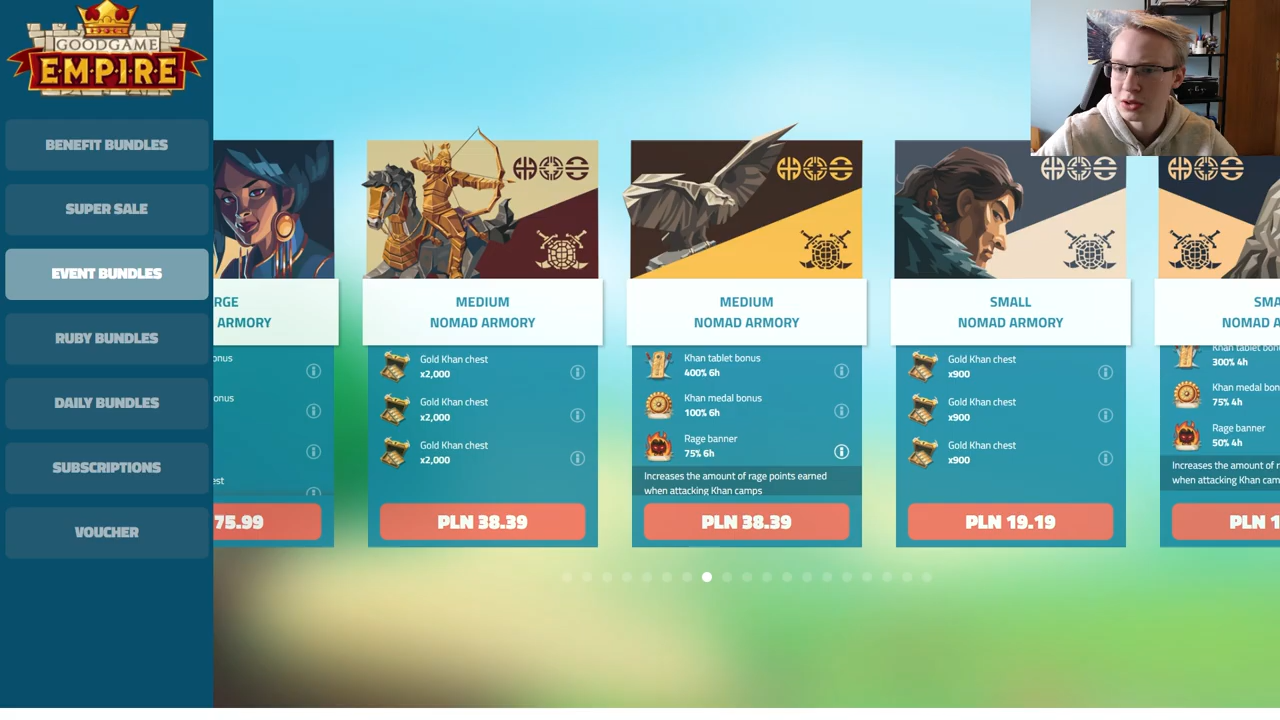 GOODGAME
EMPIRE
BENEFIT BUNDLES
SUPER SALE
EVENT BUNDLES
RUBY BUNDLES
DAILY BUNDLES
SUBSCRIPTIONS
VOUCHER
RGE
ARMORY
onus
onus
est
75.99
MEDIUM
NOMAD ARMORY
Gold Khan chest
x2,000
Gold Khan chest
x2,000
Gold Khan chest
x2,000
PLN 38.39
MEDIUM
NOMAD ARMORY
Khan tablet bonus
400% 6h
Khan medal bonus
100% 6h
Rage banner
75% 6h
Increases the amount of rage points earned
when attacking Khan camps
PLN 38.39
SMALL
NOMAD ARMORY
Gold Khan chest
x900
Gold Khan chest
x900
Gold Khan chest
x900
PLN 19.19
SMA
NOMAD A
Khan tablet bon
300% 4h
Khan medal bon
75% 4h
Rage banner
50% 4h
Increases the amount of r
when attacking Khan cam
PLN 1